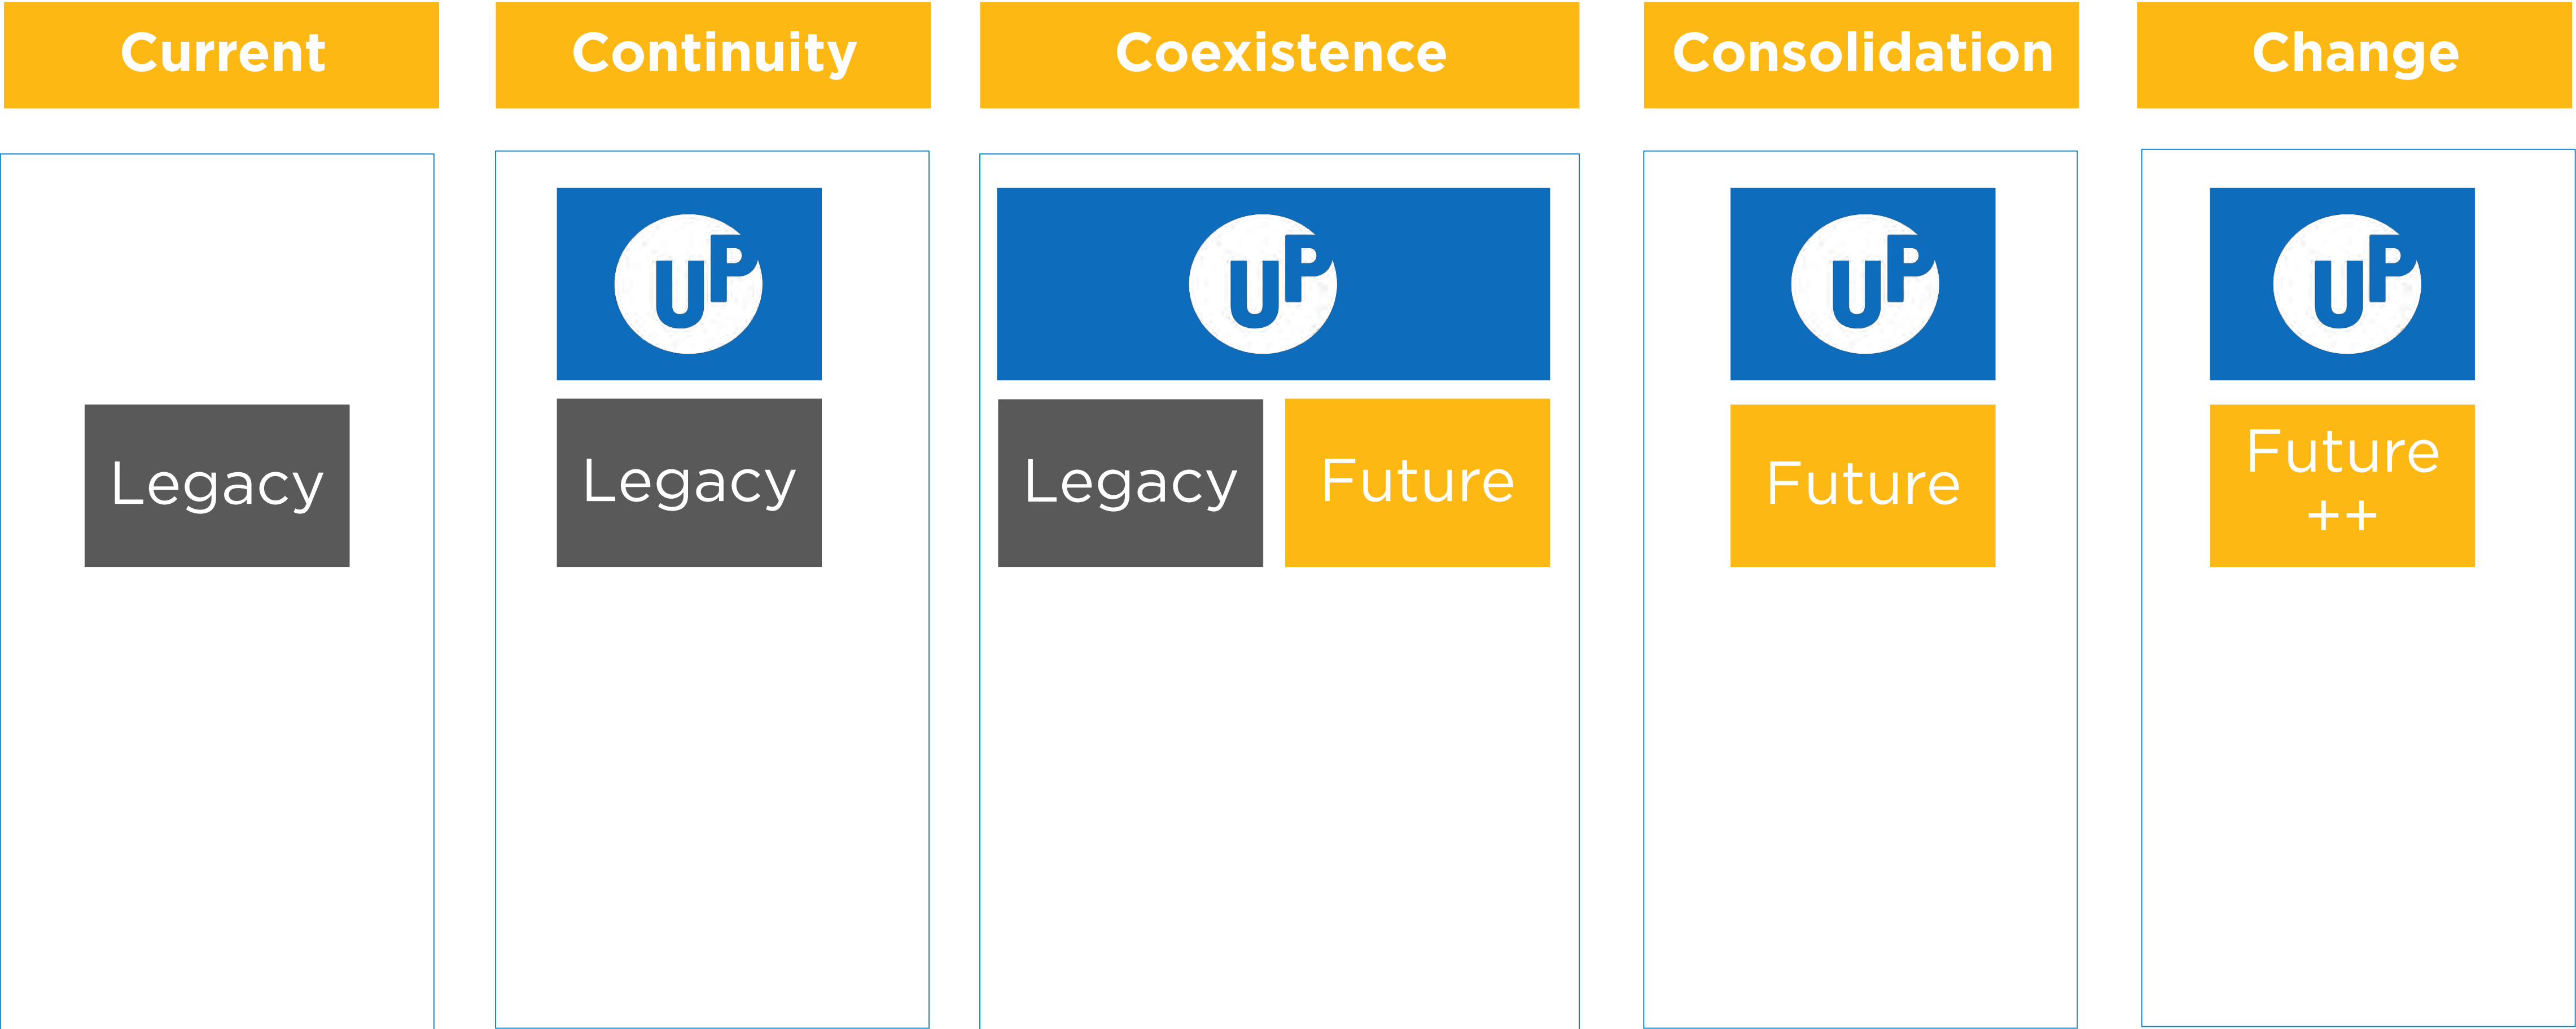 Current
Continuity
Coexistence
Consolidation
Change
UP
UP
UP
UP
Legacy
Legacy
Legacy
Future
Future
Future
++